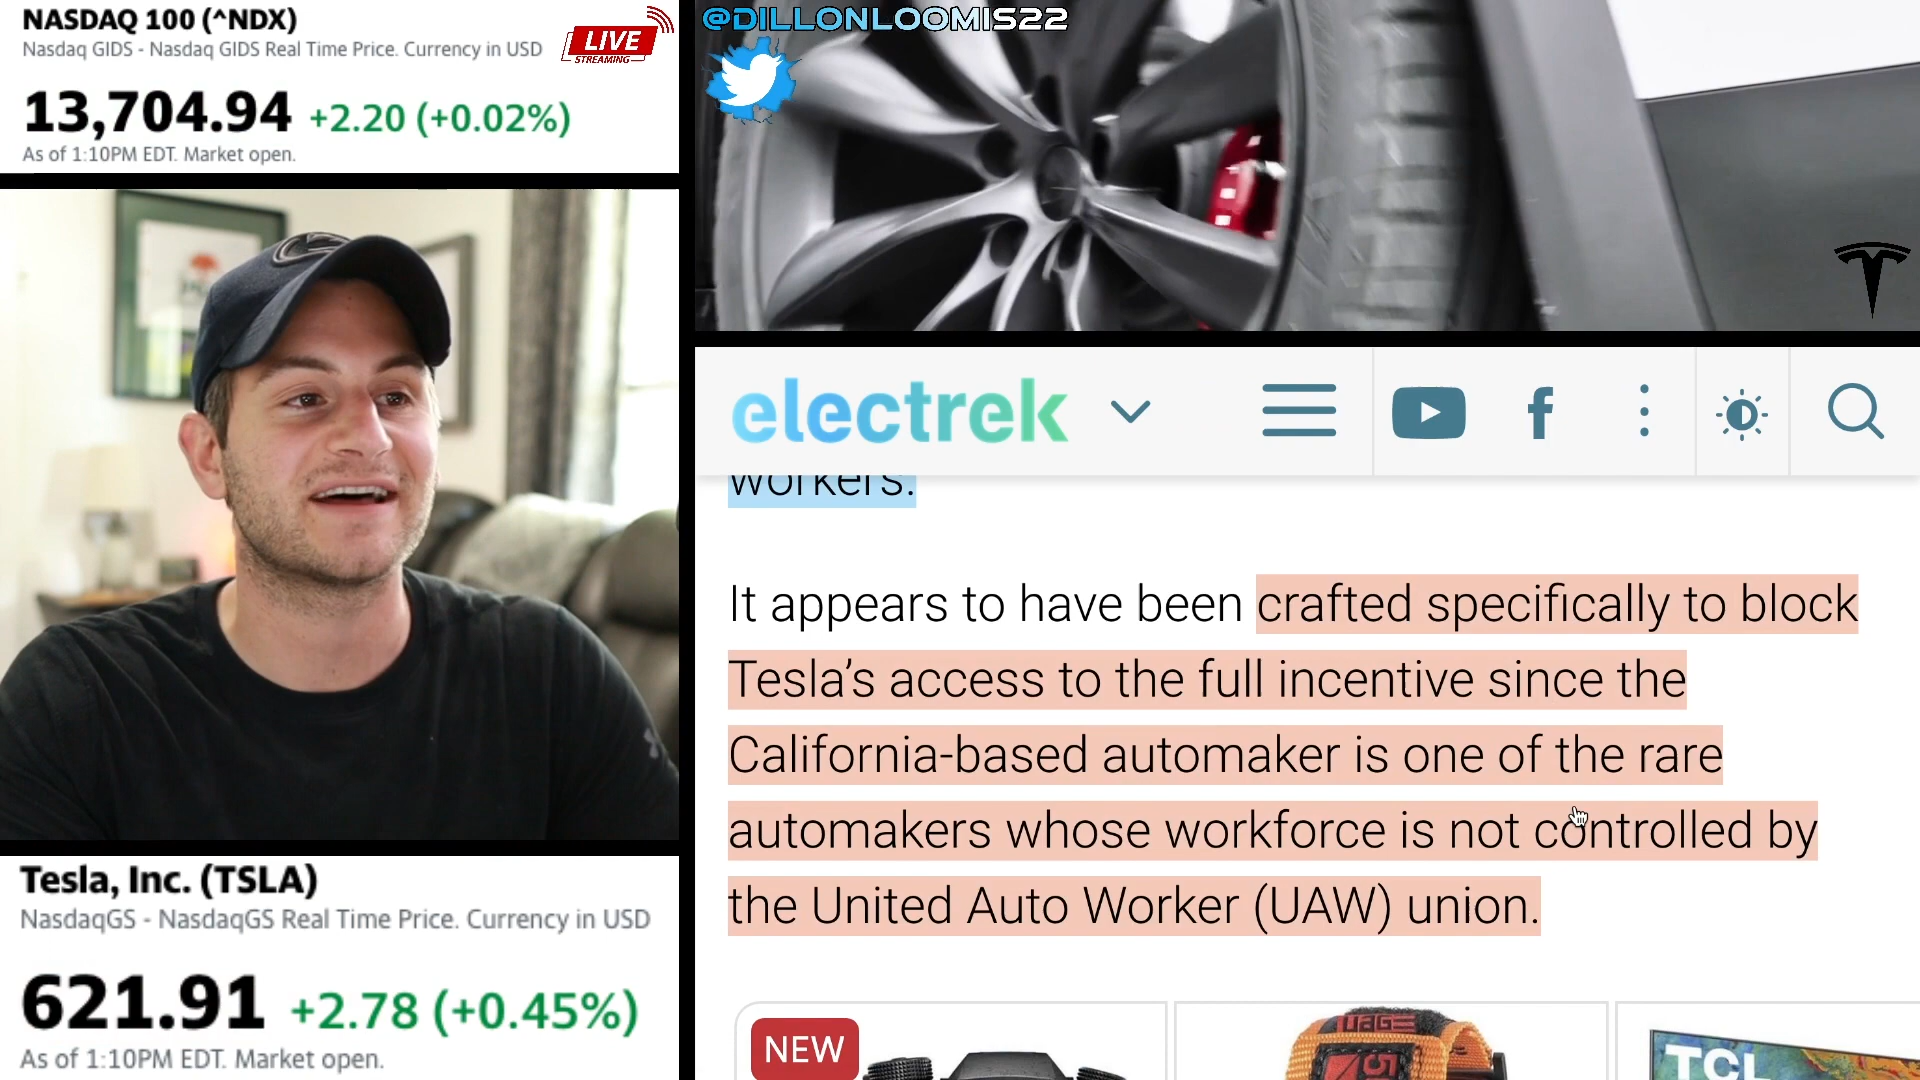 NASDAQ 100 (^NDX)
Nasdaq GIDS - Nasdaq GIDS Real Time Price. Currency in USD
LIVE
STREAMING
13,704.94 +2.20 (+0.02%)
As of 1:10PM EDT. Market open.
@DILLONLOOMIS22
electrek
workers.
It appears to have been crafted specifically to block
Tesla’s access to the full incentive since the
California-based automaker is one of the rare
automakers whose workforce is not controlled by
the United Auto Worker (UAW) union.
Tesla, Inc. (TSLA)
NasdaqGS - NasdaqGS Real Time Price. Currency in USD
621.91 +2.78 (+0.45%)
As of 1:10PM EDT. Market open.
NEW
TCL